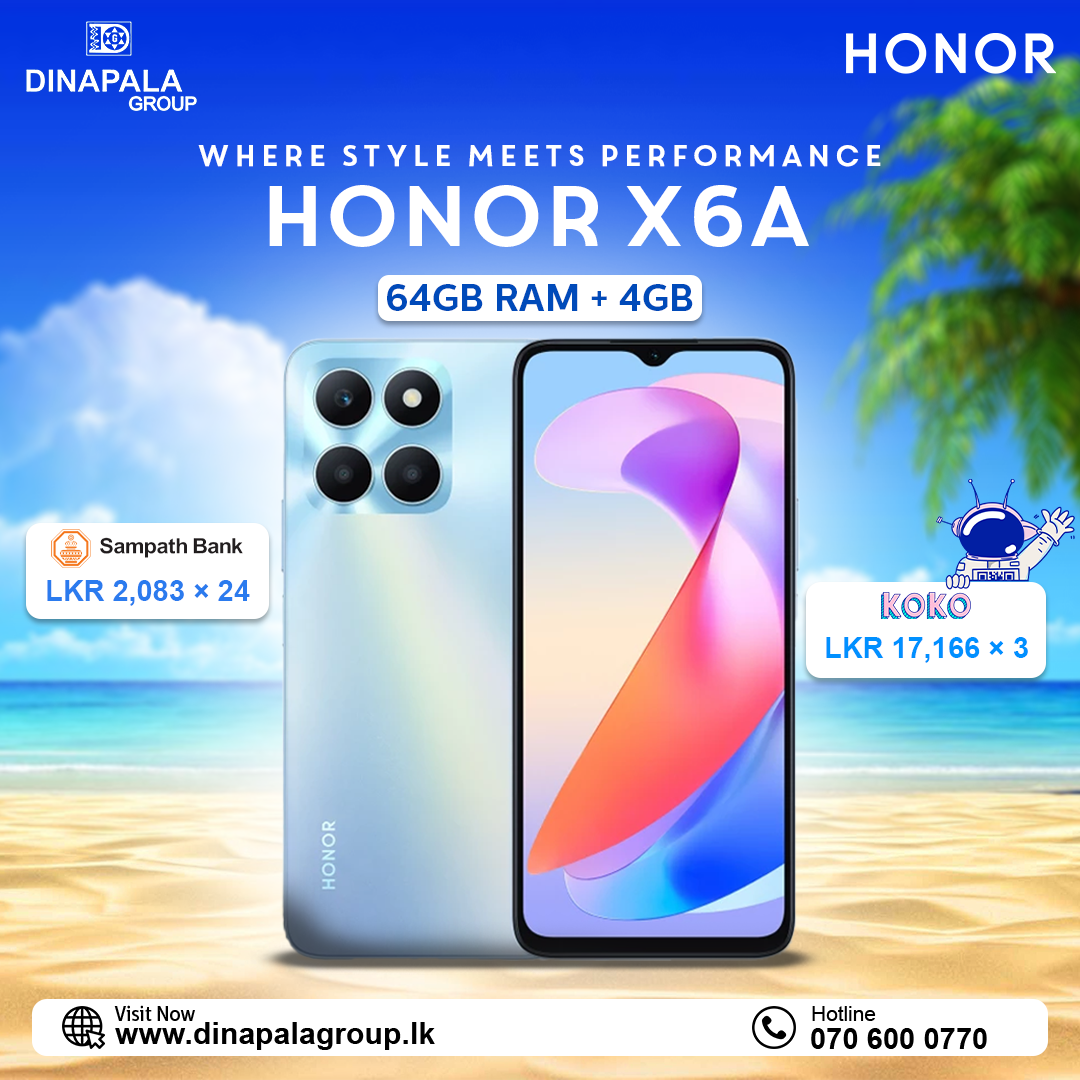 DINAPALA
GROUP
HONOR
WHERE STYLE MEETS PERFORMANCE
HONOR X6A
64GB RAM + 4GB
Sampath Bank
LKR 2,083 × 24
KOKO
LKR 17,166 × 3
HONOR
Visit Now
www.dinapalagroup.lk
Hotline
070 600 0770